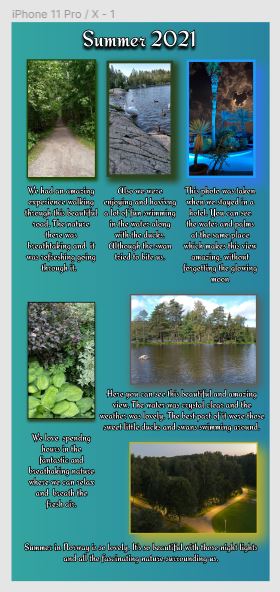 iPhone 11 Pro / X - 1
Summer 2021
We had an amazing
experience walking
through this beautiful
road. The nature
there was
breathtaking and it
was refreshing going
through it.
Also we were
enjoying and having
a lot of fun swimming
in the water along
with the ducks.
Although the swan
tried to bite us.
This photo was taken
when we stayed in a
hotel. You can see
the water and palms
at the same place
which makes this view
amazing, without
forgetting the glowing
moon
Here you can see this beautiful and amazing
view. The water was crystal clear and the
weather was lovely. The best part of it were those
sweet little ducks and swans swimming around.
We love spending
hours in the
fantastic and
breathaking nature
where we can relax
and breath the
fresh air.
Summer in Norway is so lovely. It's so beautiful with those night lights
and all the fascinating nature surrounding us.